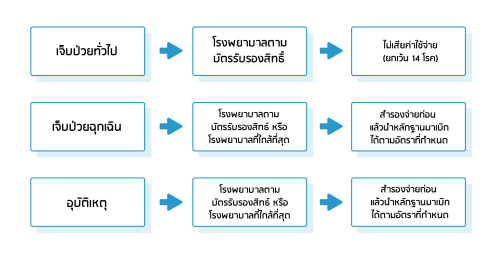 เจ็บป่วยทั่วไป
โรงพยาบาลตาม
บัตรรับรองสิทธิ์
ไม่เสียค่าใช้จ่าย
(ยกเว้น 14 โรค)
เจ็บป่วยฉุกเฉิน
โรงพยาบาลตาม
บัตรรับรองสิทธ์ หรือ
โรงพยาบาลที่ใกล้ที่สุด
สำรองจ่ายก่อน
แล้วนำหลักฐานมาเบิก
ได้ตามอัตราที่กำหนด
อุบัติเหตุ
โรงพยาบาลตาม
บัตรรับรองสิทธ์ หรือ
โรงพยาบาลที่ใกล้ที่สุด
สำรองจ่ายก่อน
แล้วนำหลักฐานมาเบิก
ได้ตามอัตราที่กำหนด